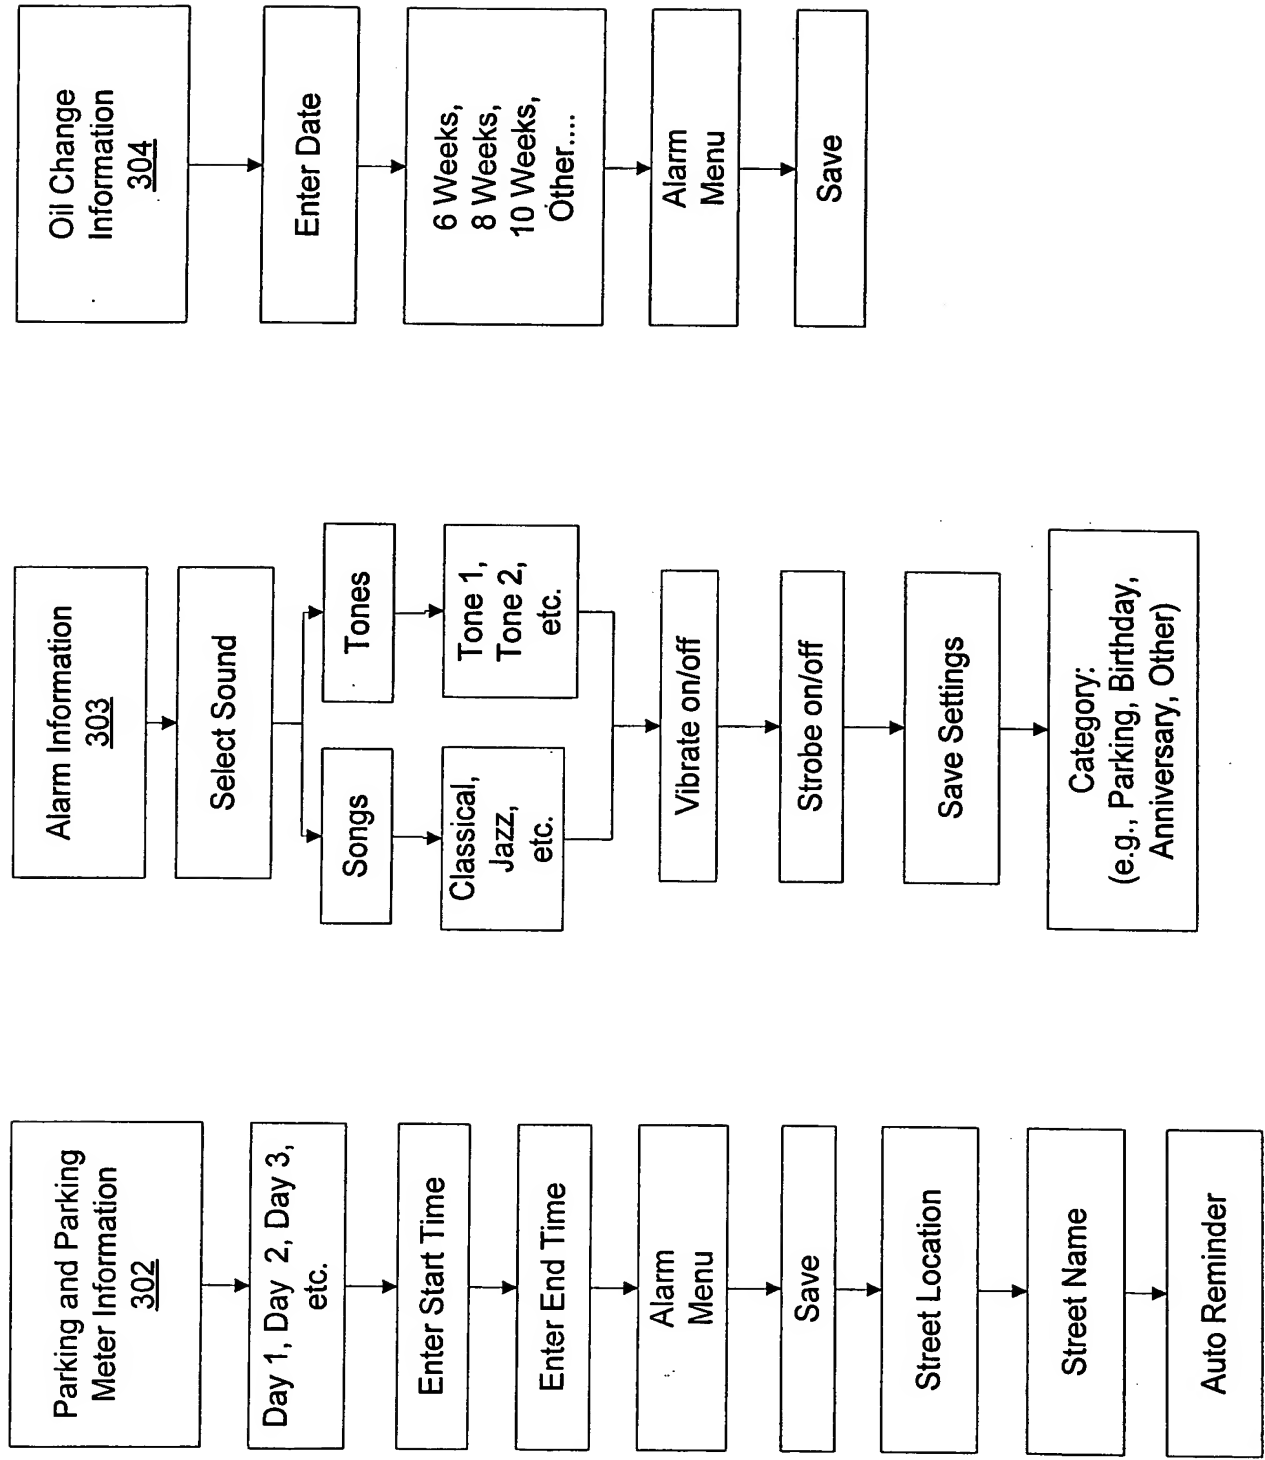 Parking and Parking
Meter Information
302
Day 1, Day 2, Day 3,
etc.
Enter Start Time
Enter End Time
Alarm
Menu
Save
Street Location
Street Name
Auto Reminder
Alarm Information
303
Select Sound
Songs
Classical,
Jazz,
etc.
Tones
Tone 1,
Tone 2,
etc.
Vibrate on/off
Strobe on/off
Save Settings
Category:
(e.g., Parking, Birthday,
Anniversary, Other)
Oil Change
Information
304
Enter Date
6 Weeks,
8 Weeks,
10 Weeks,
Other....
Alarm
Menu
Save